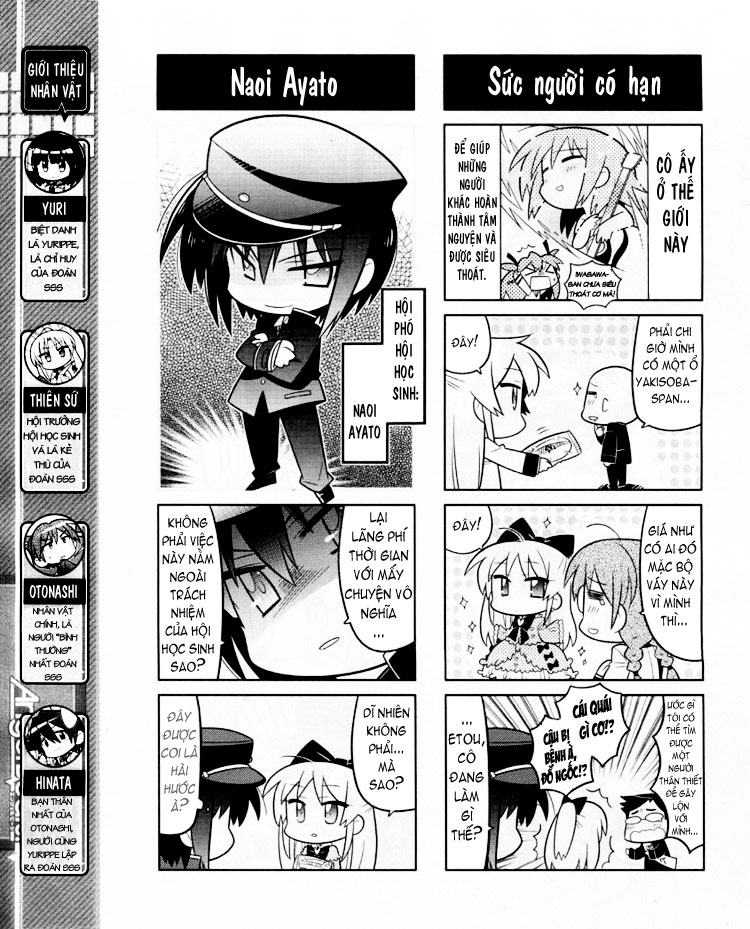 GIỚI THIỆU
NHÂN VẬT
YURI
BIỆT DANH
LÀ YURIPPE,
LÀ CHỈ HUY
CỦA ĐOÀN
SSS
THIÊN SỨ
HỘI TRƯỞNG
HỘI HỌC SINH
VÀ LÀ KẺ
THÙ CỦA
ĐOÀN SSS
OTONASHI
NHÂN VẬT
CHÍNH, LÀ
NGƯỜI "BÌNH
THƯỜNG"
NHẤT ĐOÀN
SSS
HINATA
BẠN THÂN
NHẤT CỦA
OTONASHI,
NGƯỜI CÙNG
YURIPPE LẬP
RA ĐOÀN SSS
Sức người có hạn
CÔ ẤY
Ở THẾ
GIỚI
NÀY
ĐỂ GIÚP
NHỮNG
NGƯỜI
KHÁC HOÀN
THÀNH TÂM
NGUYỆN VÀ
ĐƯỢC SIÊU
THOÁT.
IWASAWA-
SAN CHƯA SIÊU
THOÁT CƠ MÀ!
PHẢI CHI
GIỜ MÌNH
CÓ MỘT Ổ
YAKISOBA-
SPAN...
ĐÂY!
GIÁ NHƯ
CÓ AI ĐÓ
MẶC BỘ
VÁY NÀY
VÌ MÌNH
THÌ...
ĐÂY!
ƯỚC GÌ
TÔI CÓ
THỂ TÌM
ĐƯỢC
MỘT
NGƯỜI
THÂN THIẾT
ĐỂ GÂY
LỘN
VỚI
MÌNH...
CÁI QUÁI
GÌ CƠ!?
CẬU BỊ
BỆNH À,
ĐỒ NGỐC!?
...
ETOU,
CÔ
ĐANG
LÀM
GÌ
THẾ?
Naoi Ayato
HỘI
PHÓ
HỘI
HỌC
SINH:
NAOI
AYATO
LẠI
LÃNG PHÍ
THỜI GIAN
VỚI MẤY
CHUYỆN VÔ
NGHĨA
...
KHÔNG
PHẢI VIỆC
NÀY NẰM
NGOÀI
TRÁCH
NHIỆM
CỦA HỘI
HỌC SINH
SAO?
DĨ NHIÊN
KHÔNG
PHẢI...
MÀ
SAO?
ĐÂY
ĐƯỢC
COI LÀ
HÀI
HƯỚC
À?